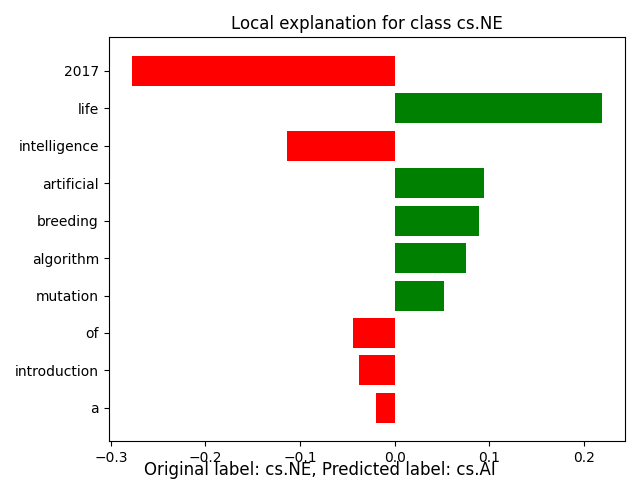 Local explanation for class cs.NE
2017
life
intelligence
artificial
breeding
algorithm
mutation
of
introduction
a
−0.3 −0.2 −0.1 0.0 0.1 0.2
Original label: cs.NE, Predicted label: cs.AI